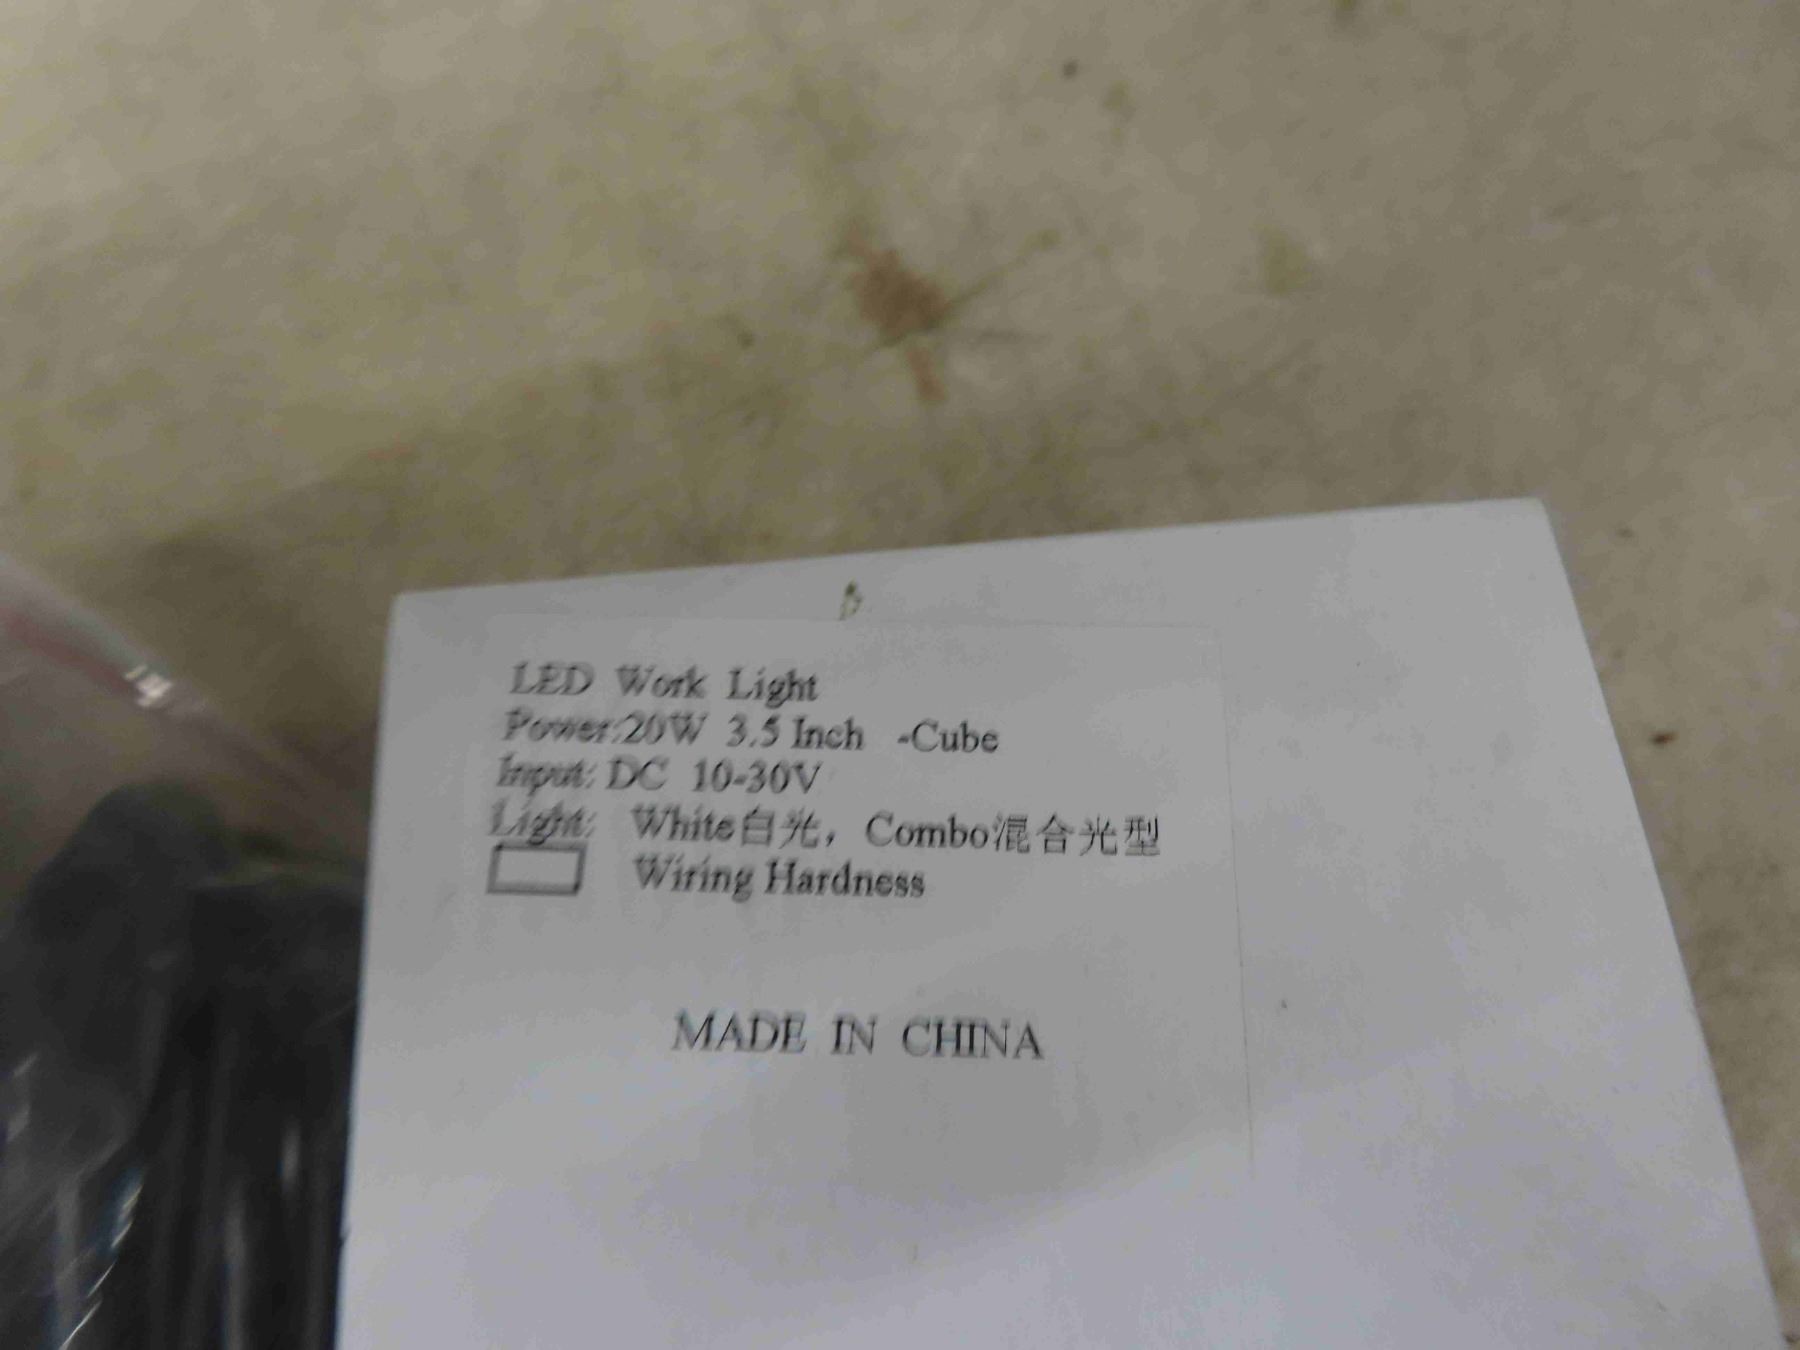 LED Work Light
Power:20W 3.5 Inch -Cube
Input: DC 10-30V
Light: White白光，Combo混合光型
Wiring Hardness
MADE IN CHINA